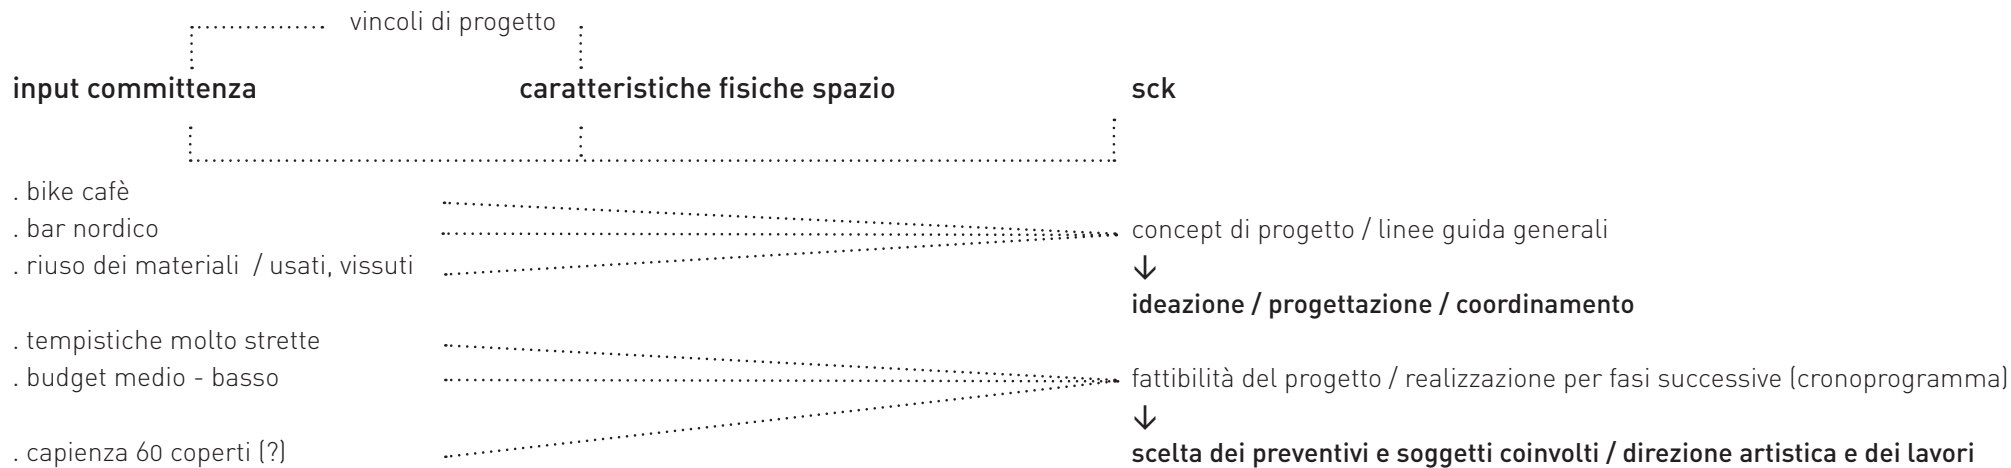 vincoli di progetto
input committenza
caratteristiche fisiche spazio
sck
. bike cafè
. bar nordico
. riuso dei materiali / usati, vissuti
concept di progetto / linee guida generali
↓
ideazione / progettazione / coordinamento
. tempistiche molto strette
. budget medio - basso
. capienza 60 coperti (?)
fattibilità del progetto / realizzazione per fasi successive (cronoprogramma)
↓
scelta dei preventivi e soggetti coinvolti / direzione artistica e dei lavori